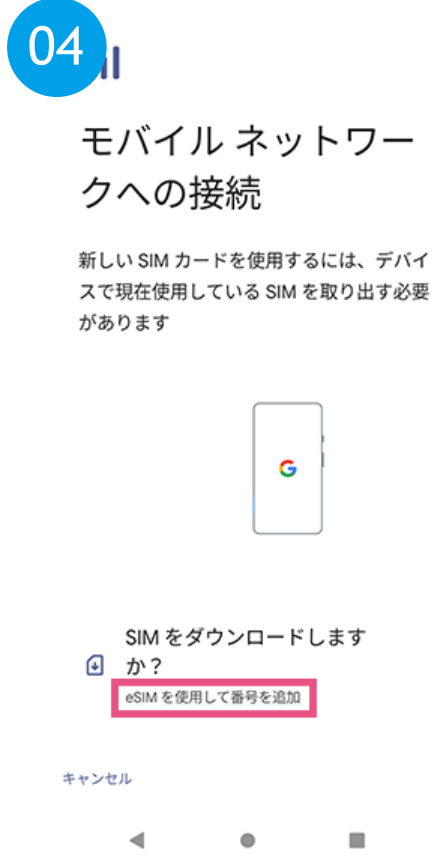 04
モバイル ネットワー
クへの接続
新しい SIM カードを使用するには、デバイ
スで現在使用している SIM を取り出す必要
があります
G
SIM をダウンロードします
か？
eSIM を使用して番号を追加
キャンセル